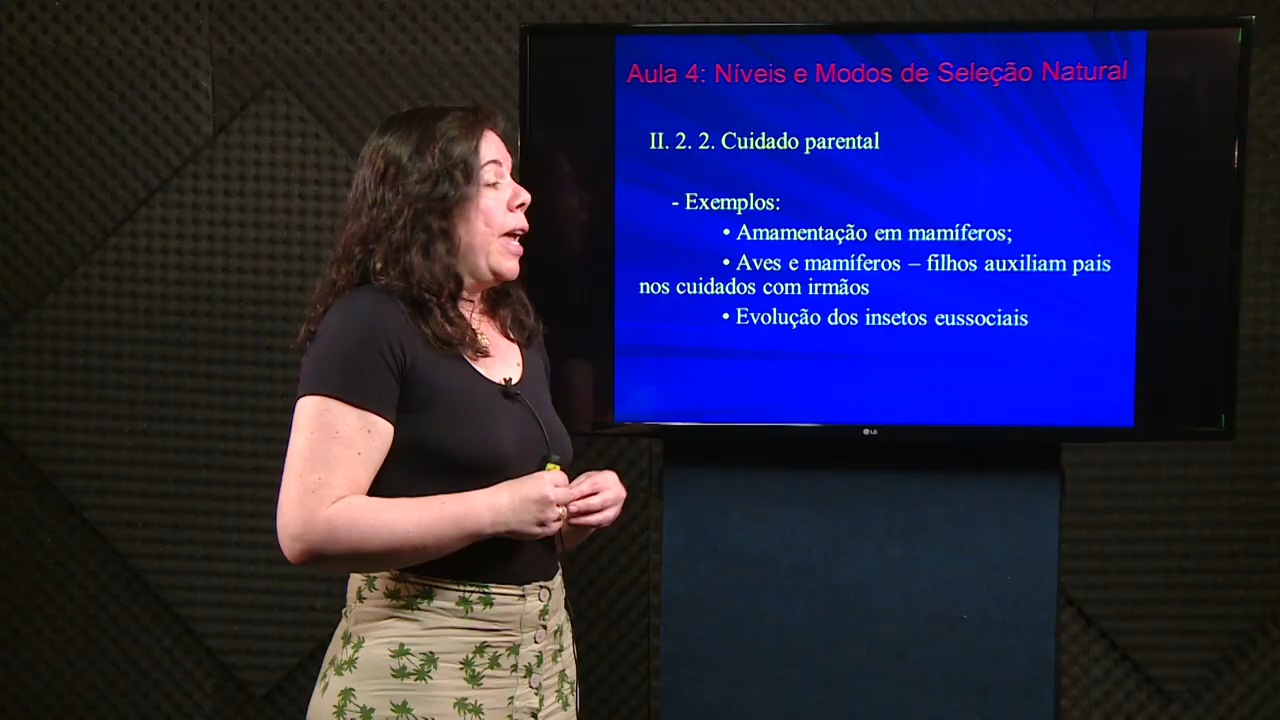 Aula 4: Níveis e Modos de Seleção Natural
II. 2. 2. Cuidado parental
- Exemplos:
• Amamentação em mamíferos;
• Aves e mamíferos – filhos auxiliam pais
nos cuidados com irmãos
• Evolução dos insetos eussociais
LG